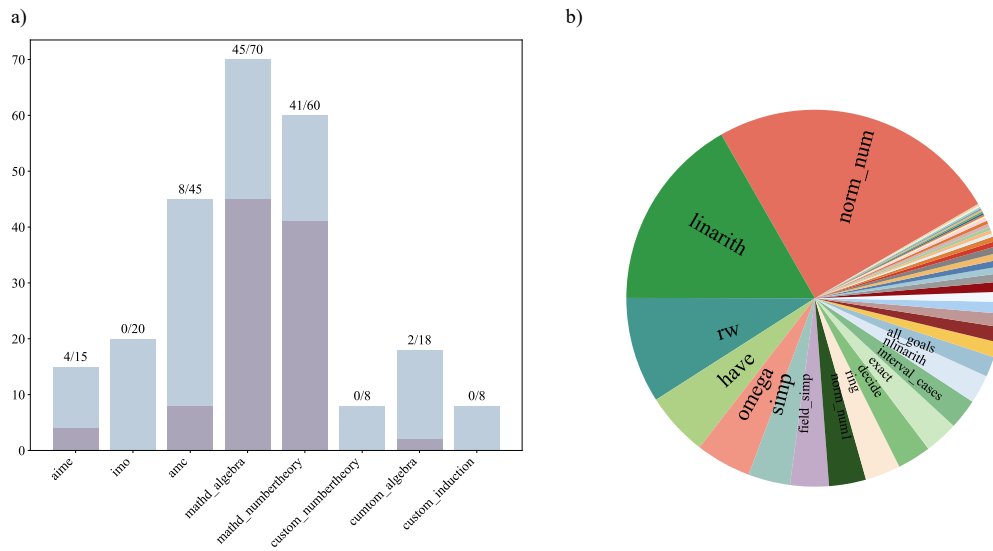 a)
b)
70
60
50
40
30
20
10
0
4/15
0/20
8/45
45/70
41/60
0/8
2/18
0/8
aime
imo
amc
mathd_algebra
mathd_numbertheory
custom_numbertheory
cumtom_algebra
custom_induction
norm_num
linarith
rw
have
omega
simp
field_simp
norm_num1
ring
decide
exact
interval_cases
nlinarith
all_goals